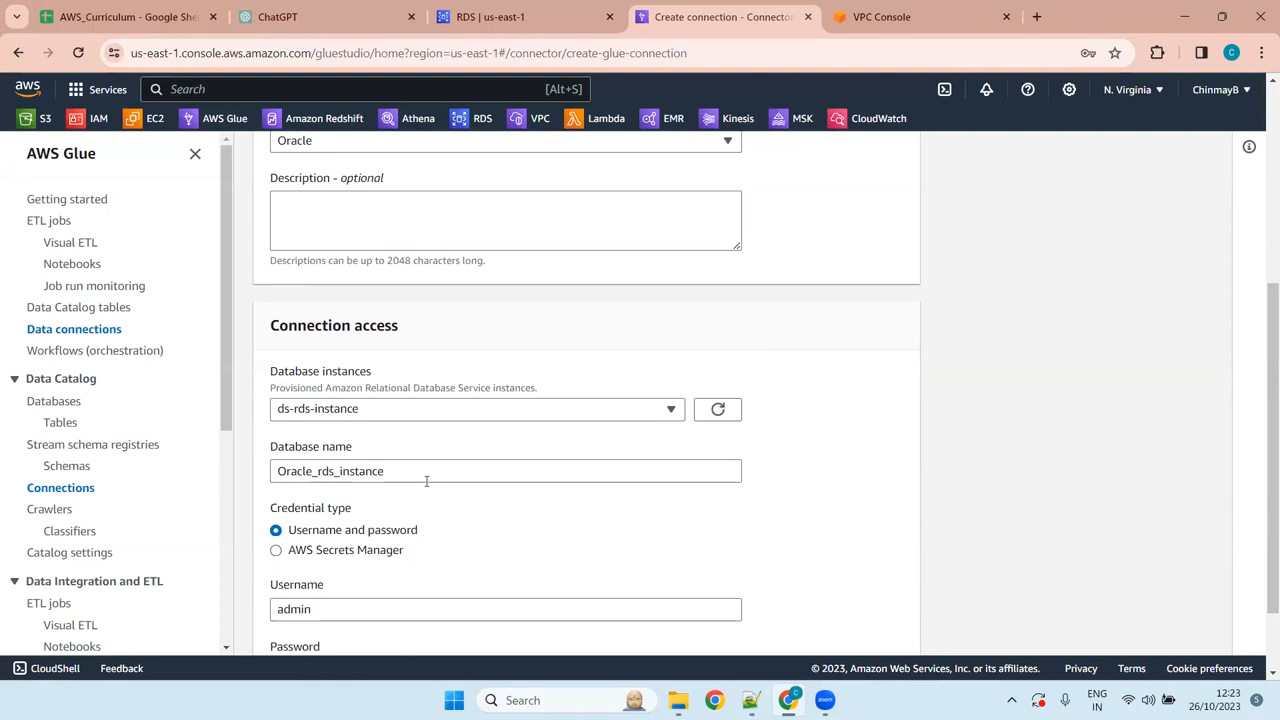 AWS_Curriculum - Google She
ChatGPT
RDS | us-east-1
Create connection - Connector
VPC Console
us-east-1.console.aws.amazon.com/gluestudio/home?region=us-east-1#/connector/create-glue-connection
aws
Services
Search
[Alt+S]
N. Virginia
ChinmayB
S3
IAM
EC2
AWS Glue
Amazon Redshift
Athena
RDS
VPC
Lambda
EMR
Kinesis
MSK
CloudWatch
AWS Glue
Getting started
ETL jobs
Visual ETL
Notebooks
Job run monitoring
Data Catalog tables
Data connections
Workflows (orchestration)
Data Catalog
Databases
Tables
Stream schema registries
Schemas
Connections
Crawlers
Classifiers
Catalog settings
Data Integration and ETL
ETL jobs
Visual ETL
Notebooks
Oracle
Description - optional
Descriptions can be up to 2048 characters long.
Connection access
Database instances
Provisioned Amazon Relational Database Service instances.
ds-rds-instance
Database name
Oracle_rds_instance
Credential type
Username and password
AWS Secrets Manager
Username
admin
Password
CloudShell
Feedback
© 2023, Amazon Web Services, Inc. or its affiliates.
Privacy
Terms
Cookie preferences
Search
zoom
ENG
IN
12:23
26/10/2023
5